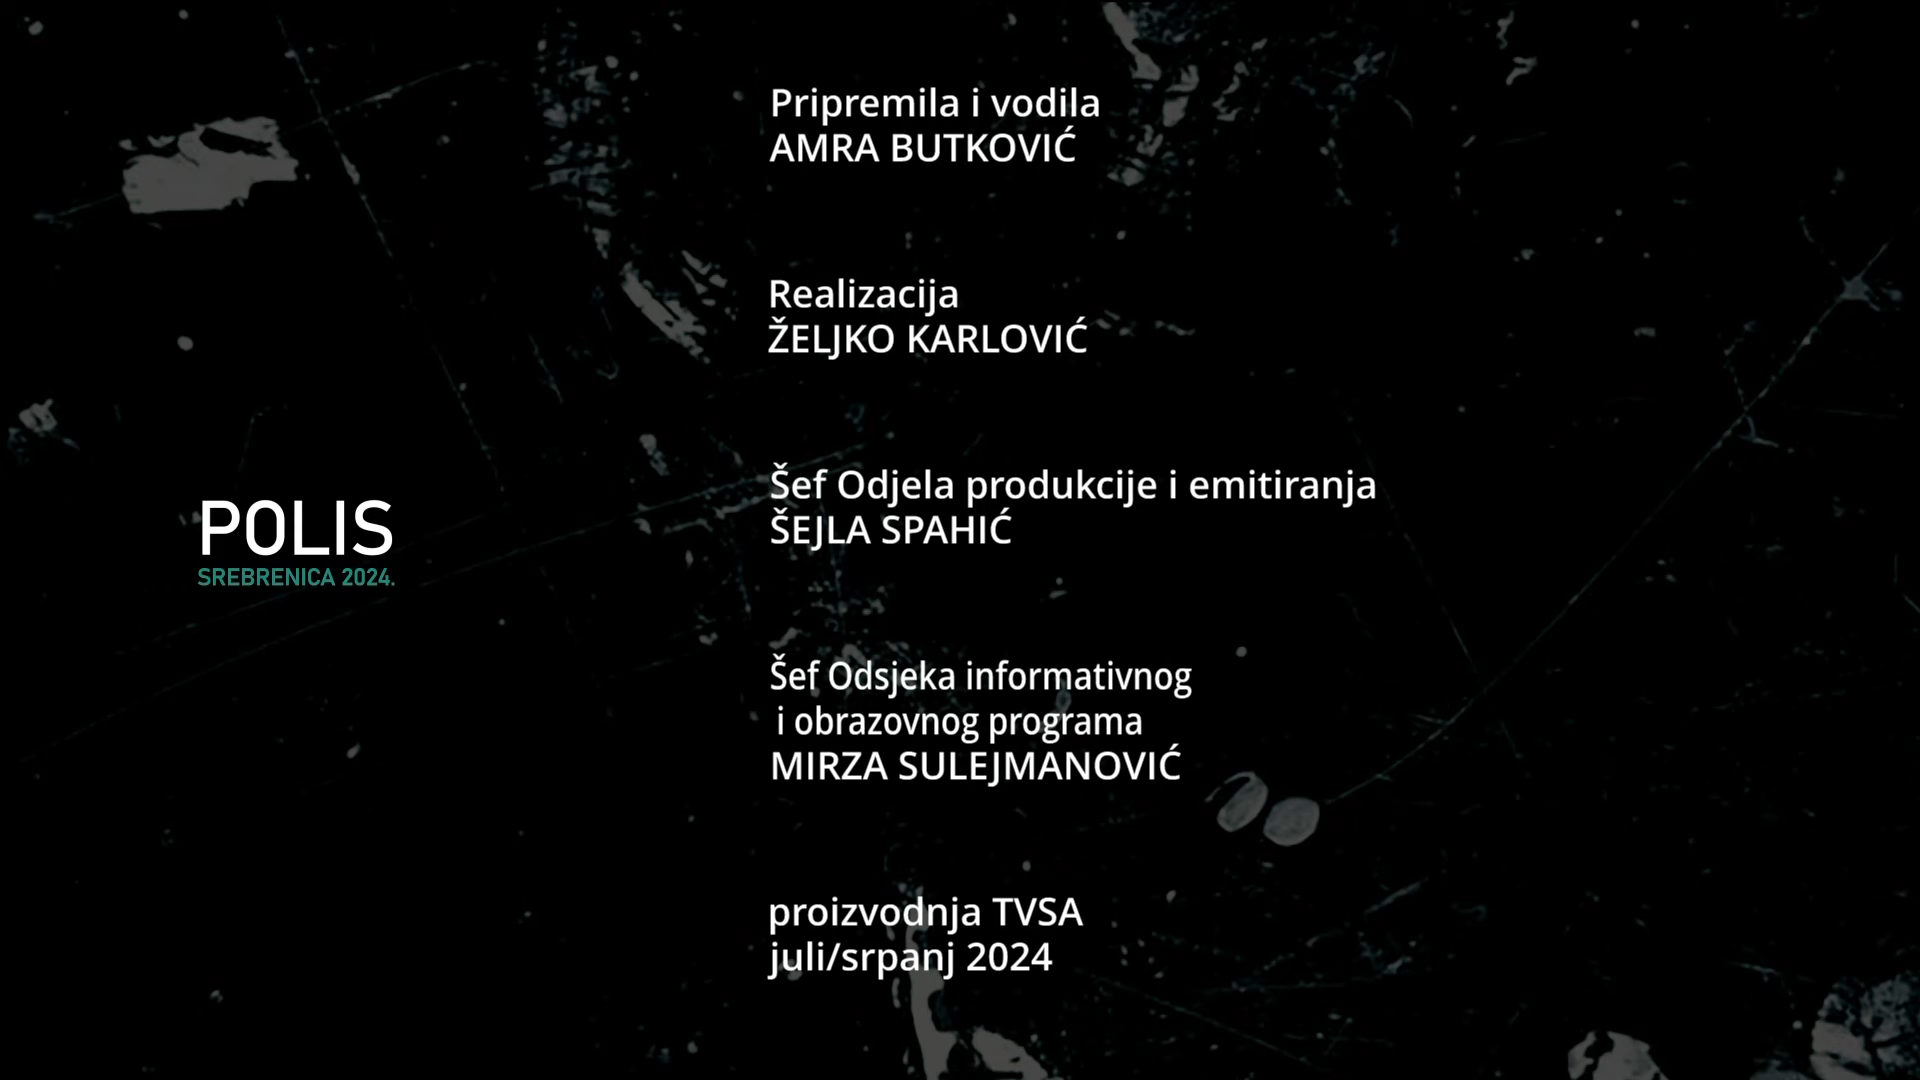 POLIS
SREBRENICA 2024.
Pripremila i vodila
AMRA BUTKOVIĆ
Realizacija
ŽELJKO KARLOVIĆ
Šef Odjela produkcije i emitiranja
ŠEJLA SPAHIĆ
Šef Odsjeka informativnog
i obrazovnog programa
MIRZA SULEJMANOVIĆ
proizvodnja TVSA
juli/srpanj 2024